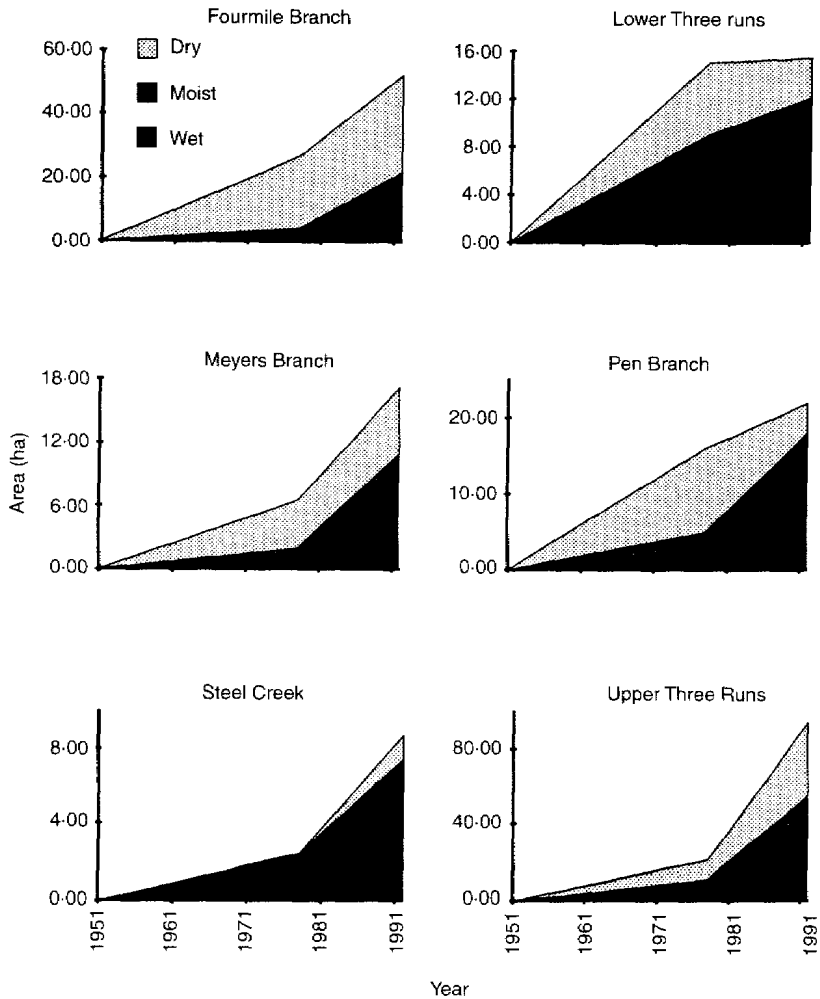 Fourmile Branch
60·00
40·00
20·00
0·00
Dry
Moist
Wet
Lower Three runs
16·00
12·00
8·00
4·00
0·00
Meyers Branch
18·00
12·00
6·00
0·00
Area (ha)
Pen Branch
20·00
10·00
0·00
Steel Creek
8·00
4·00
0·00
1951
1961
1971
1981
1991
Upper Three Runs
80·00
40·00
0·00
1951
1961
1971
1981
1991
Year